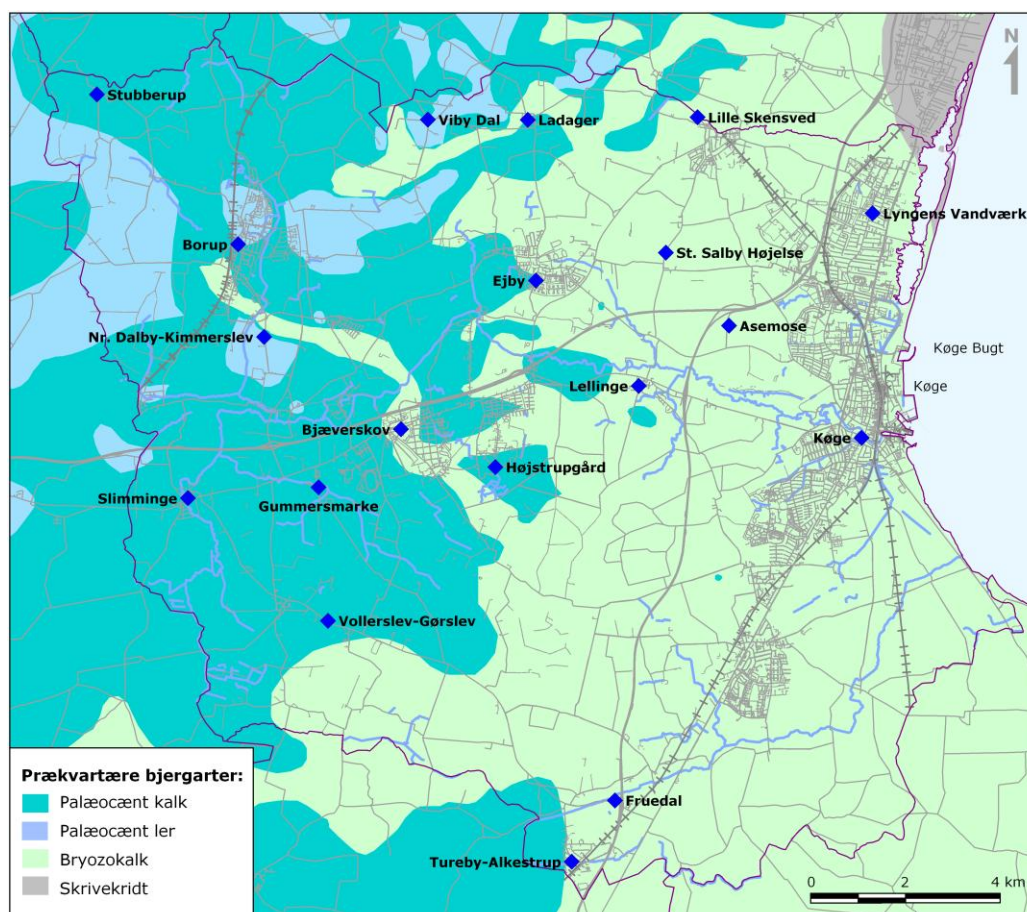 N
Stubberup
Viby Dal
Ladager
Lille Skensved
Lyngens Vandværk
Borup
St. Salby Højelse
Ejby
Nr. Dalby-Kimmerslev
Asemose
Køge Bugt
Lellinge
Køge
Bjæverskov
Køge
Højstrupgård
Slimminge
Gummersmarke
Vollerslev-Gørslev
Prækvartære bjergarter:
Palæocænt kalk
Palæocænt ler
Bryozokalk
Skrivekridt
Fruedal
Tureby-Alkestrup
0 2 4 km